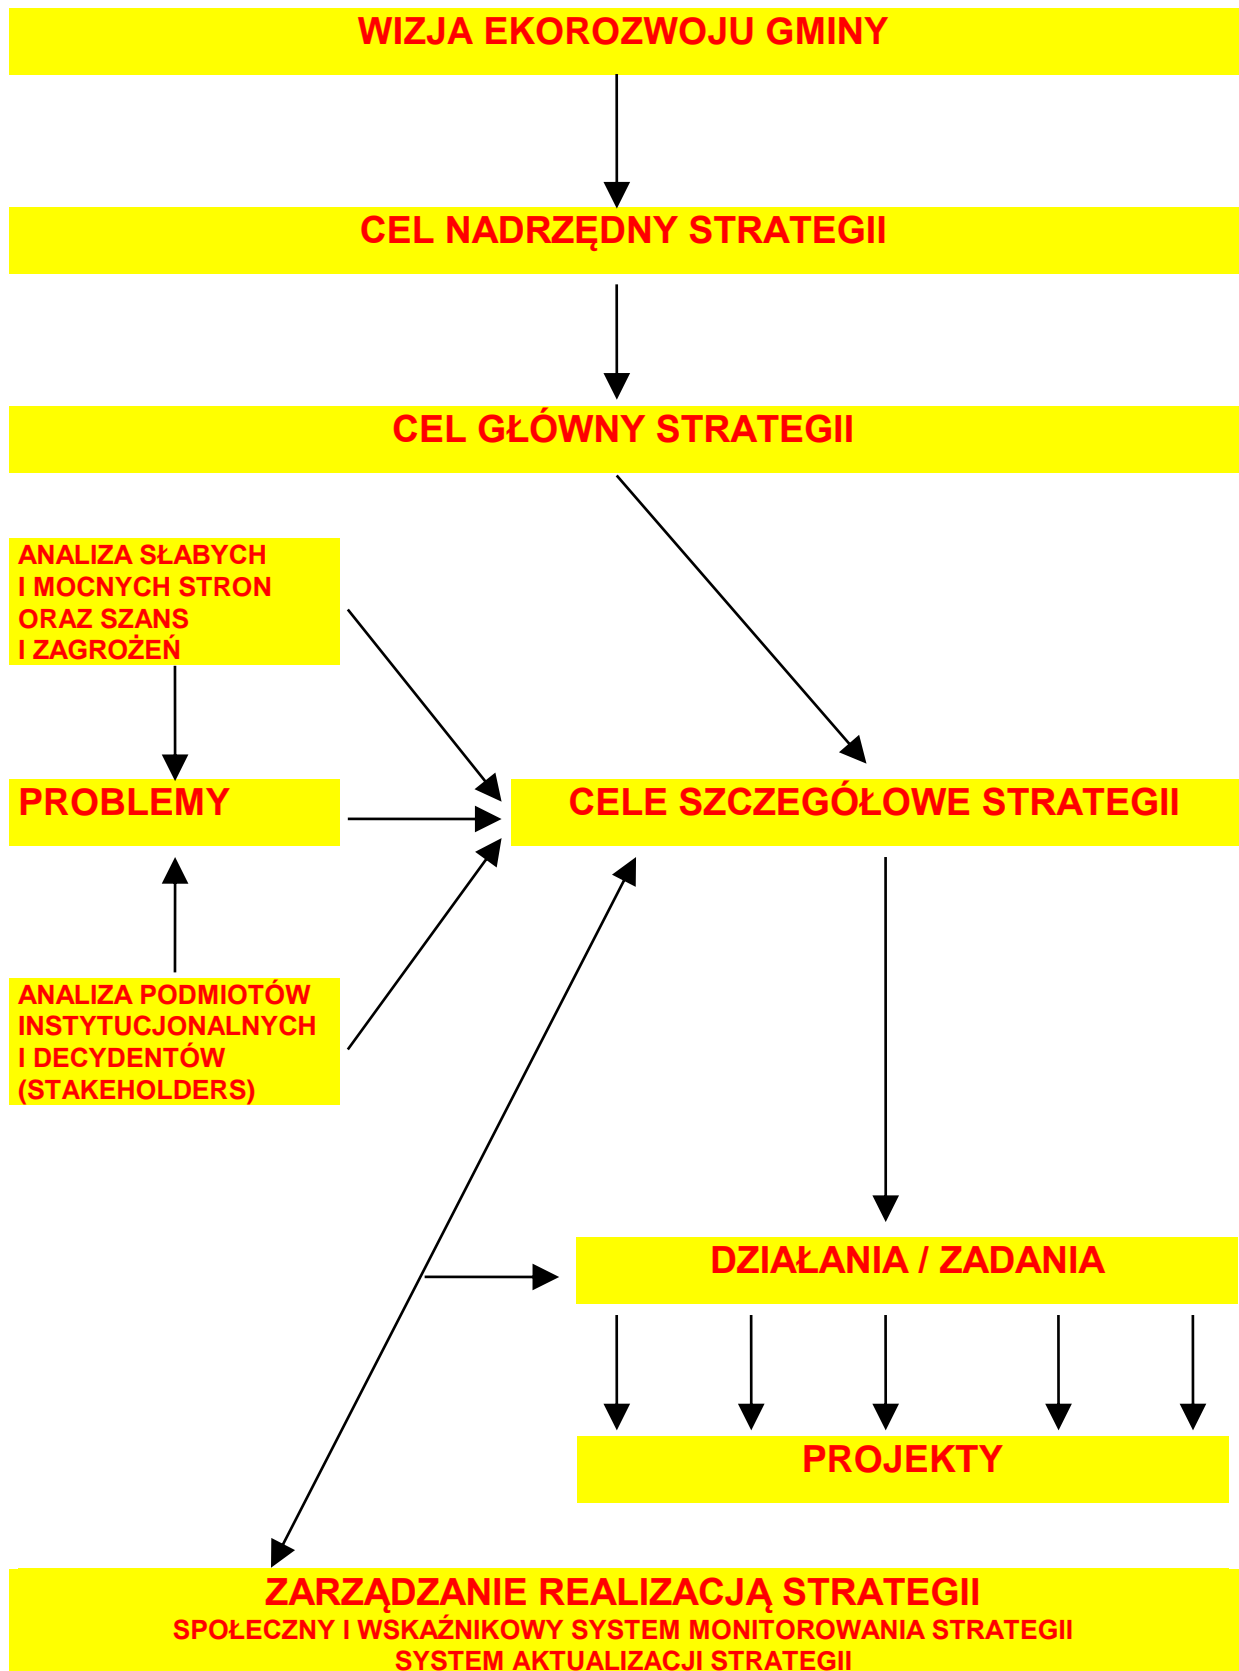 WIZJA EKOROZWOJU GMINY
CEL NADRZĘDNY STRATEGII
CEL GŁÓWNY STRATEGII
ANALIZA SŁABYCH
I MOCNYCH STRON
ORAZ SZANS
I ZAGROŻEŃ
PROBLEMY
CELE SZCZEGÓŁOWE STRATEGII
ANALIZA PODMIOTÓW
INSTYTUCJONALNYCH
I DECYDENTÓW
(STAKEHOLDERS)
DZIAŁANIA / ZADANIA
PROJEKTY
ZARZĄDZANIE REALIZACJĄ STRATEGII
SPOŁECZNY I WSKAŹNIKOWY SYSTEM MONITOROWANIA STRATEGII
SYSTEM AKTUALIZACJI STRATEGII